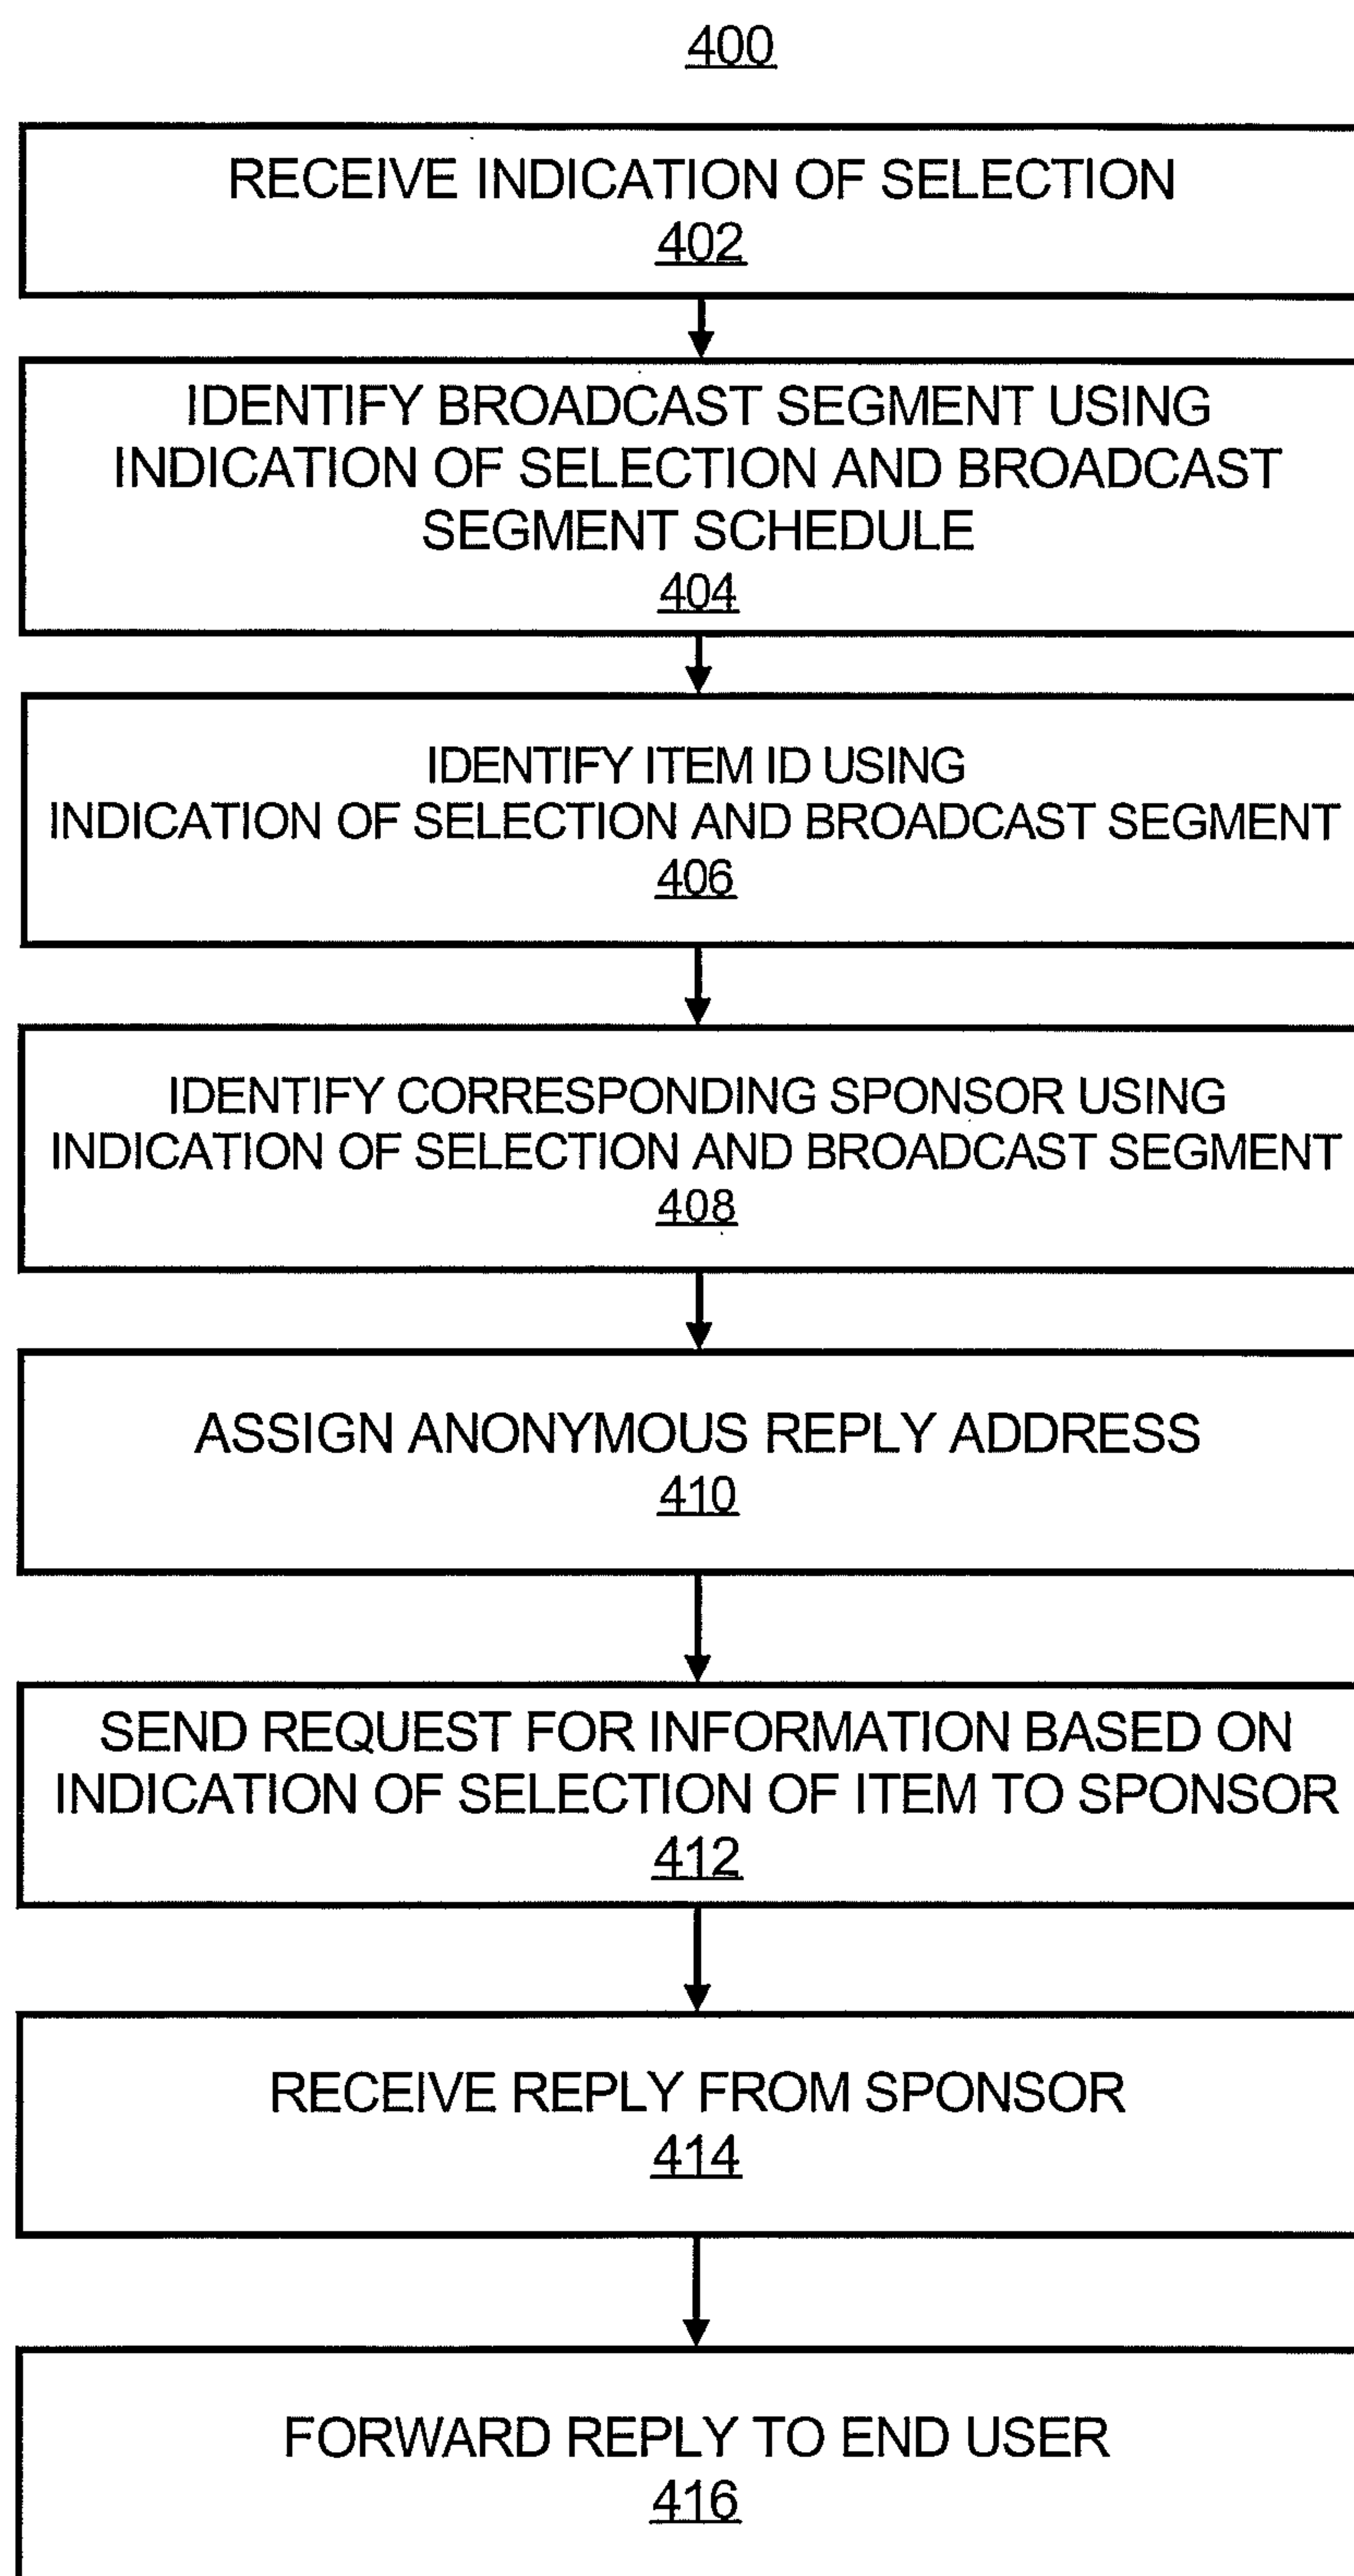 400
RECEIVE INDICATION OF SELECTION
402
IDENTIFY BROADCAST SEGMENT USING
INDICATION OF SELECTION AND BROADCAST
SEGMENT SCHEDULE
404
IDENTIFY ITEM ID USING
INDICATION OF SELECTION AND BROADCAST SEGMENT
406
IDENTIFY CORRESPONDING SPONSOR USING
INDICATION OF SELECTION AND BROADCAST SEGMENT
408
ASSIGN ANONYMOUS REPLY ADDRESS
410
SEND REQUEST FOR INFORMATION BASED ON
INDICATION OF SELECTION OF ITEM TO SPONSOR
412
RECEIVE REPLY FROM SPONSOR
414
FORWARD REPLY TO END USER
416